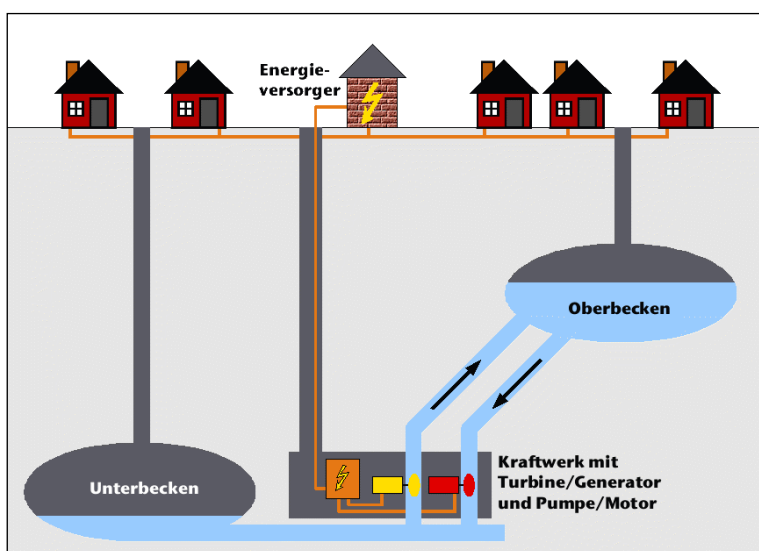 Energie-
versorger
Oberbecken
Unterbecken
Kraftwerk mit
Turbine/Generator
und Pumpe/Motor